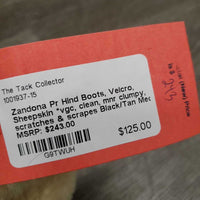 The Tack Collector
1001937-15
Zandona Pr Hind Boots, Velcro,
Sheepskin *vgc, clean, mnr clumpy,
scratches & scrapes Black/Tan Med
MSRP: $243.00
$125.00
G9TWUH